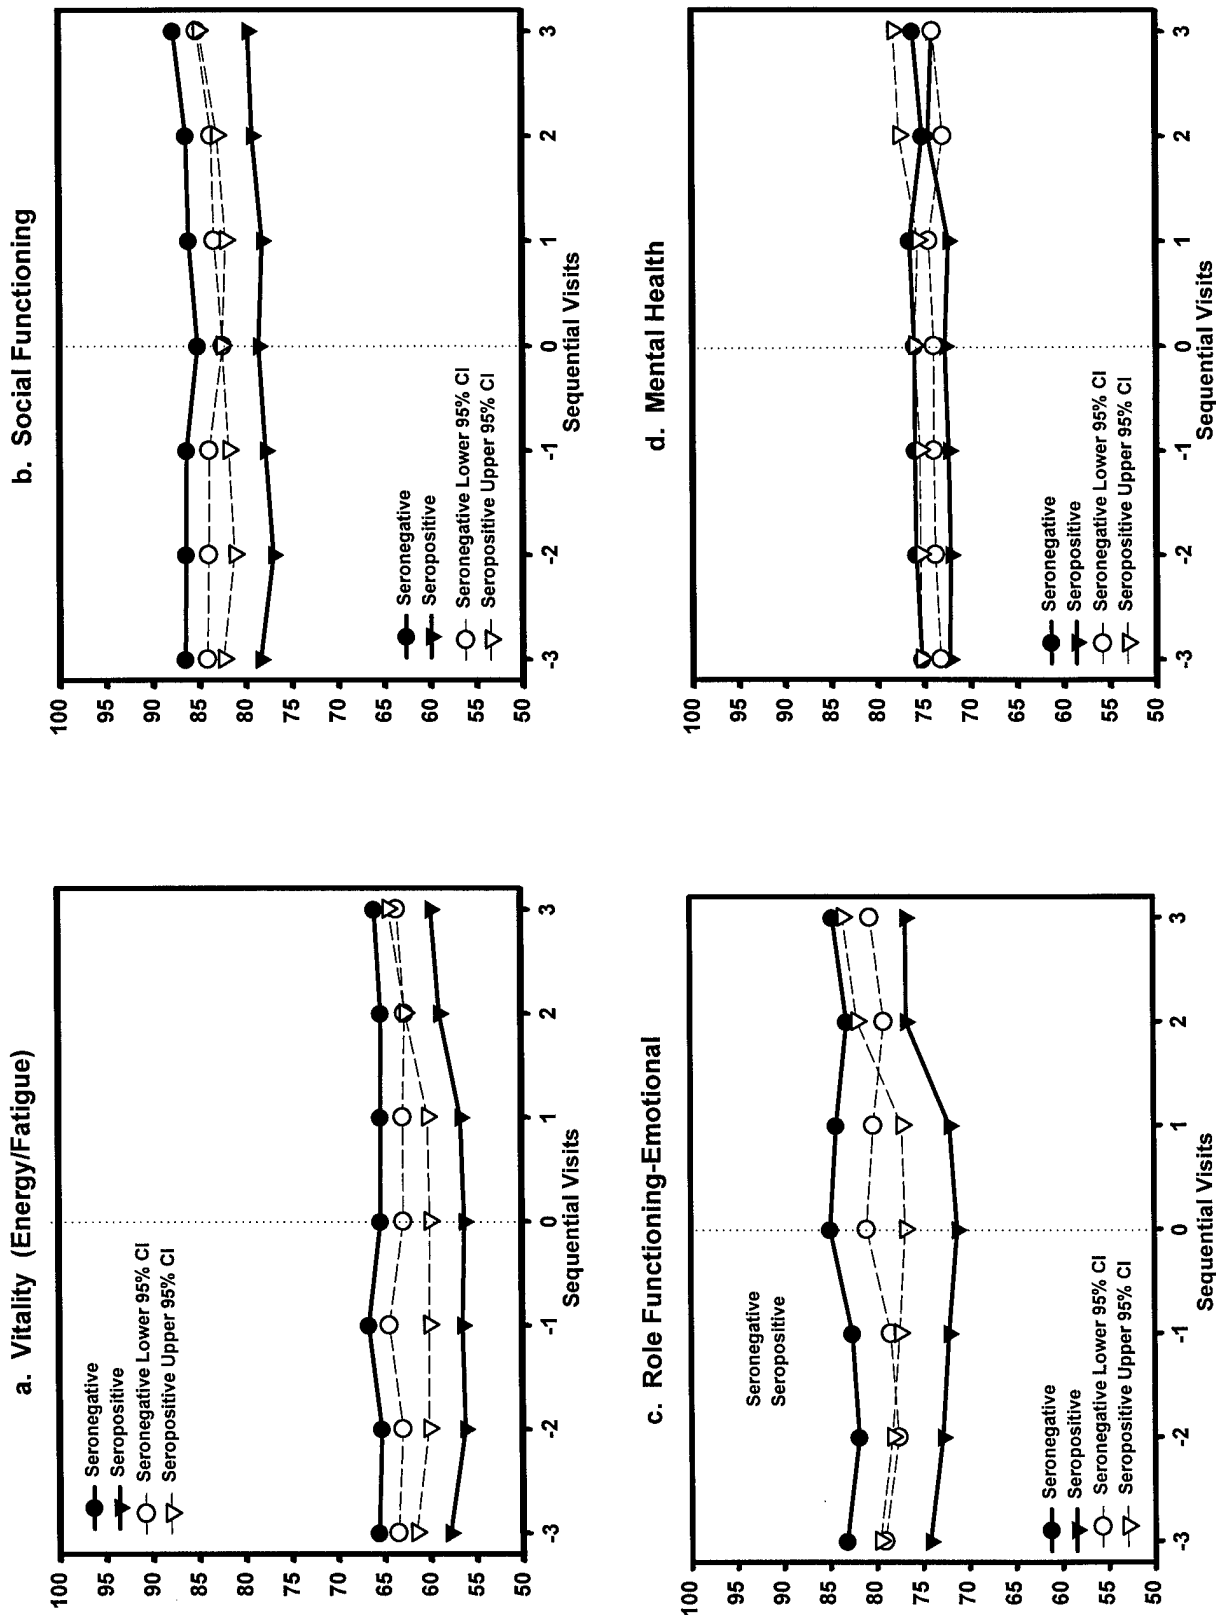 a. Vitality (Energy/Fatigue)
100
95
90
85
80
75
70
65
60
55
50
Seronegative
Seropositive
Seronegative Lower 95% CI
Seropositive Upper 95% CI
-3 -2 -1 0 1 2 3
Sequential Visits
b. Social Functioning
100
95
90
85
80
75
70
65
60
55
50
Seronegative
Seropositive
Seronegative Lower 95% CI
Seropositive Upper 95% CI
-3 -2 -1 0 1 2 3
Sequential Visits
c. Role Functioning-Emotional
100
95
90
85
80
75
70
65
60
55
50
Seronegative
Seropositive
Seronegative
Seropositive
Seronegative Lower 95% CI
Seropositive Upper 95% CI
-3 -2 -1 0 1 2 3
Sequential Visits
d. Mental Health
100
95
90
85
80
75
70
65
60
55
50
Seronegative
Seropositive
Seronegative Lower 95% CI
Seropositive Upper 95% CI
-3 -2 -1 0 1 2 3
Sequential Visits